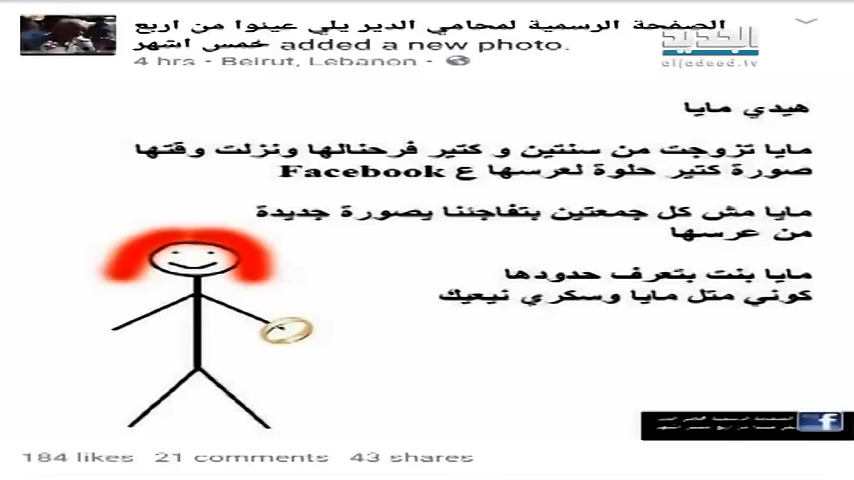 الصفحة الرسمية لمحامي الدير يلي عينوا من اربع
خمس اشهر added a new photo.
4 hrs · Beirut, Lebanon ·
الجديد
aljadeed.tv
هيدي مايا
مايا تزوجت من سنتين و كتير فرحنالها ونزلت وقتها
صورة كتير حلوة لعرسها ع Facebook
مايا مش كل جمعتين بتفاجئنا بصورة جديدة
من عرسها
مايا بنت بتعرف حدودها
كوني متل مايا وسكري نيعيك
الصفحة الرسمية
184 likes 21 comments 43 shares